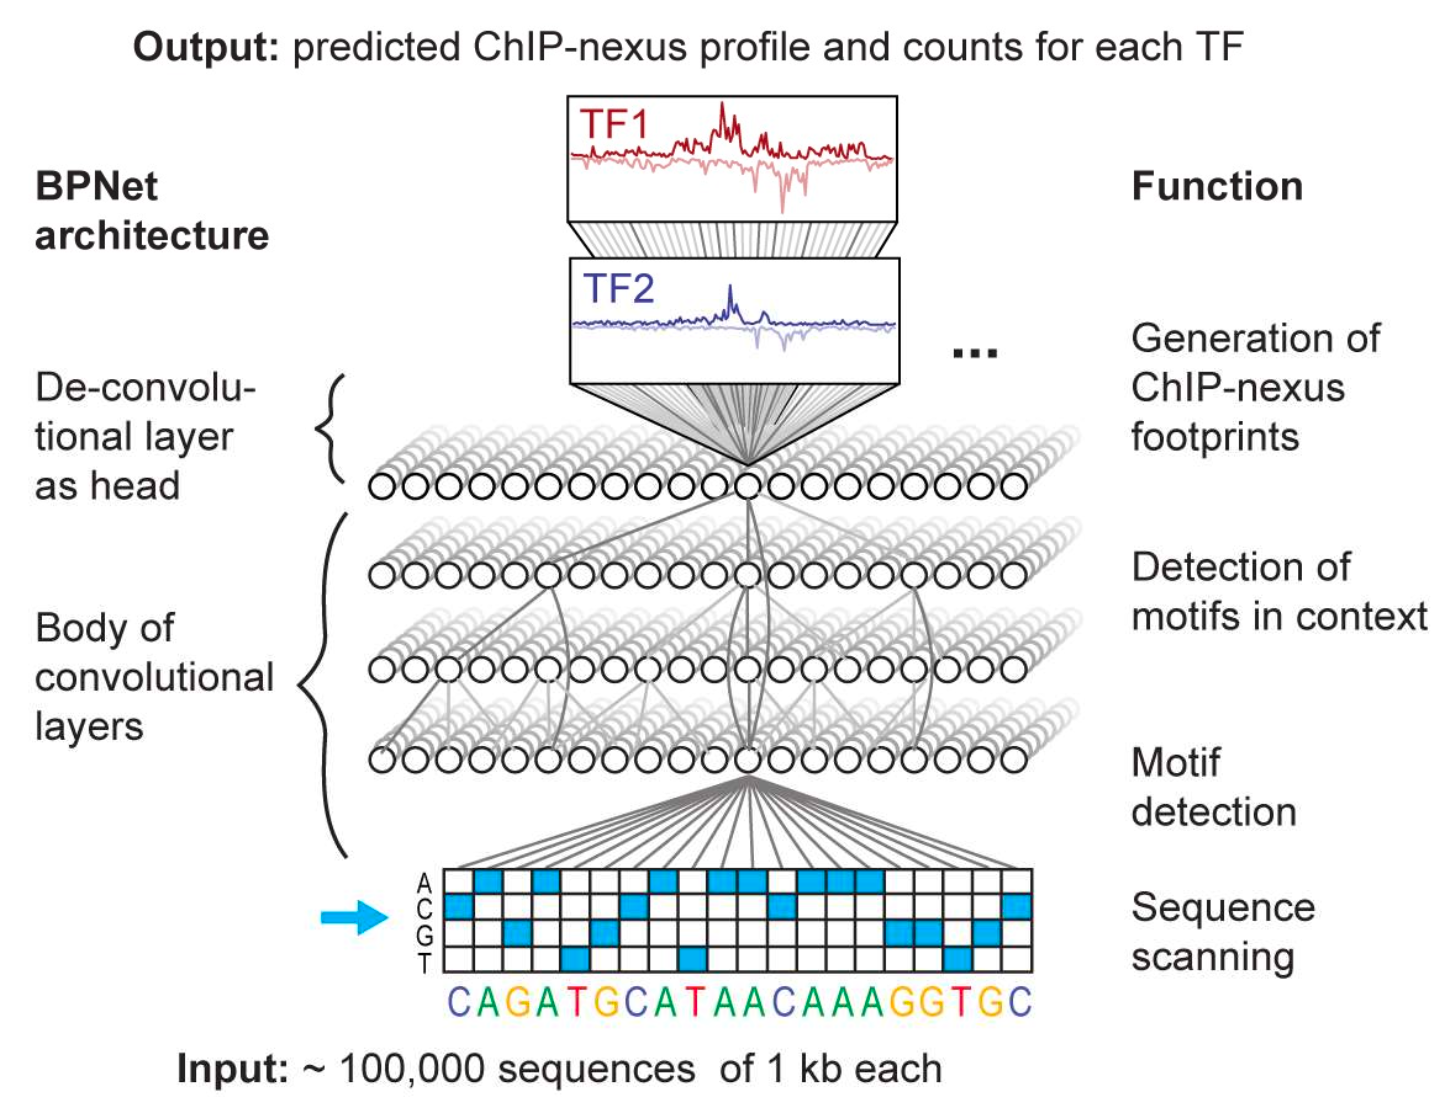 Output: predicted ChIP-nexus profile and counts for each TF
BPNet
architecture
TF1
Function
TF2
...
Generation of
ChIP-nexus
footprints
De-convolu-
tional layer
as head
Detection of
motifs in context
Body of
convolutional
layers
Motif
detection
A
C
G
T
Sequence
scanning
CAGATGCATAACAAAGGTGC
Input: ~ 100,000 sequences of 1 kb each